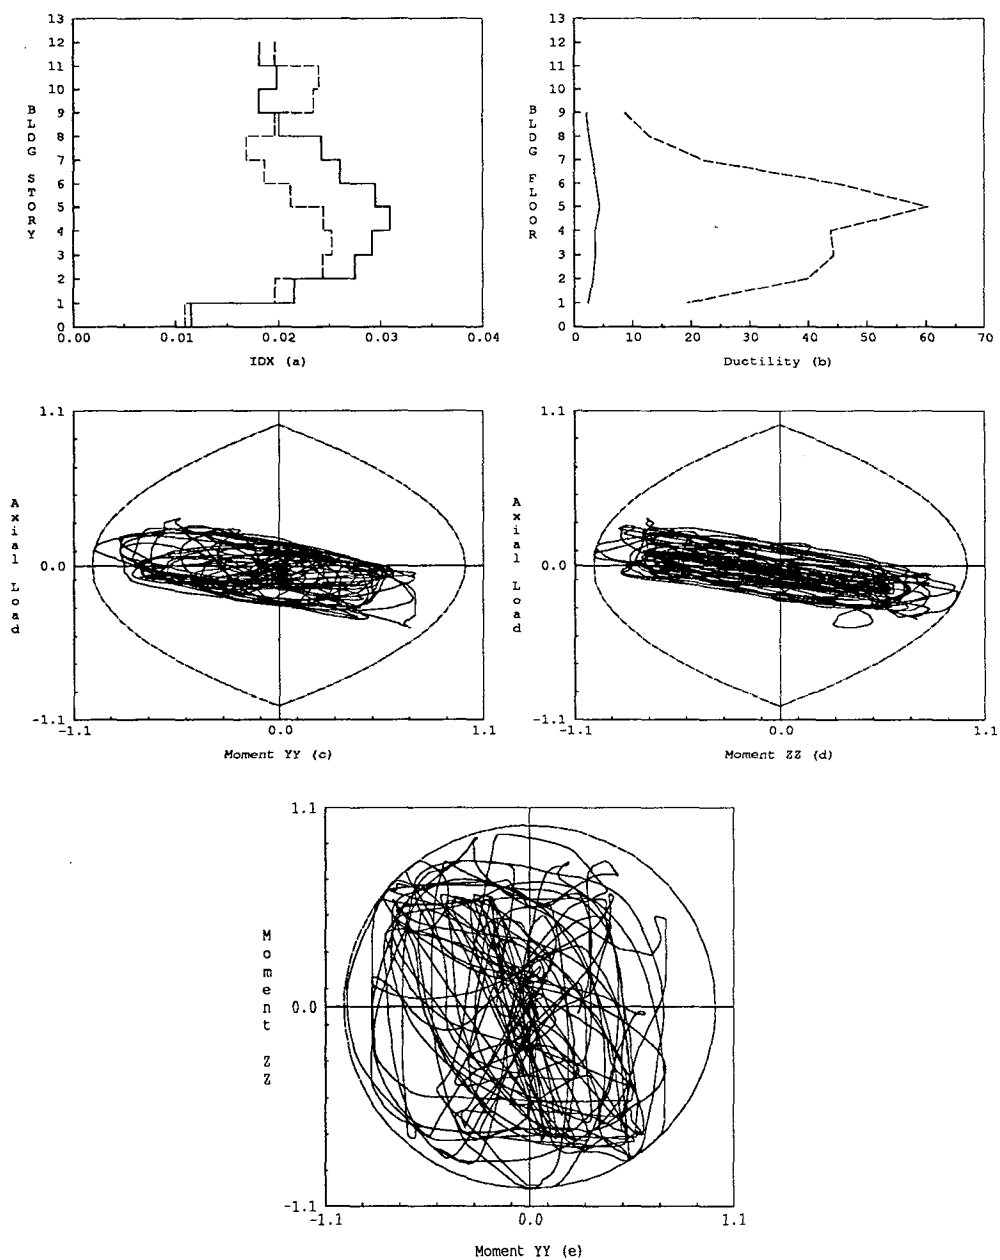 13
12
11
10
9
8
7
6
5
4
3
2
1
0
BLDG STORY
0.00 0.01 0.02 0.03 0.04
IDX (a)
13
12
11
10
9
8
7
6
5
4
3
2
1
0
BLDG FLOOR
0 10 20 30 40 50 60 70
Ductility (b)
1.1
0.0
-1.1
Axial Load
-1.1 0.0 1.1
Moment YY (c)
1.1
0.0
-1.1
Axial Load
-1.1 0.0 1.1
Moment ZZ (d)
1.1
0.0
-1.1
Moment ZZ
-1.1 0.0 1.1
Moment YY (e)